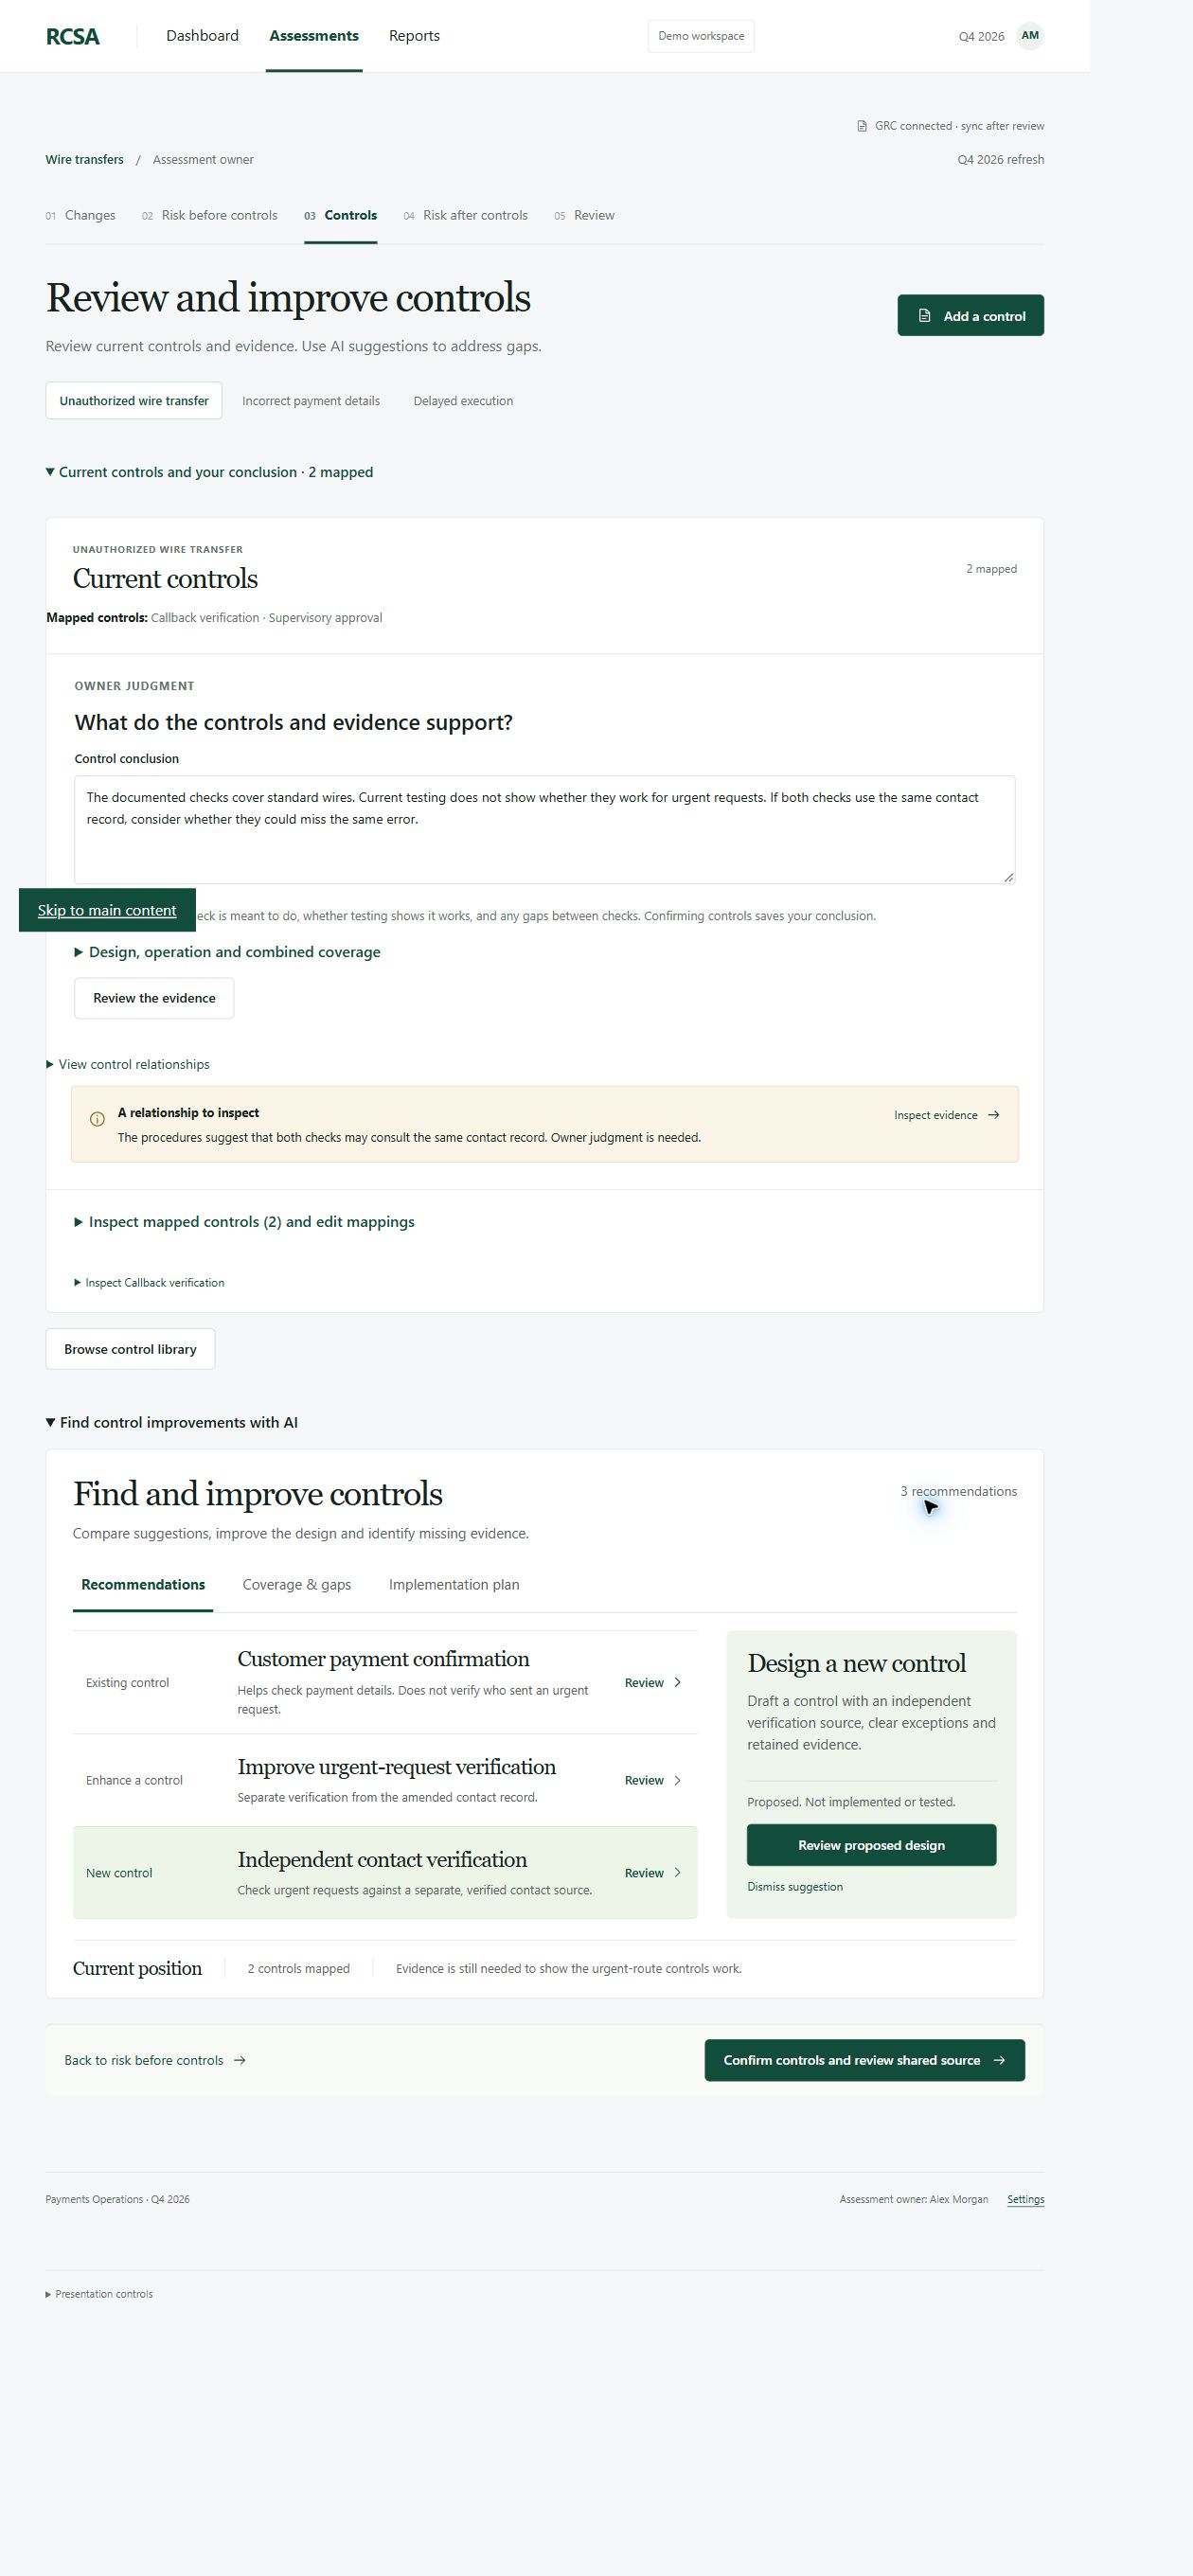 RCSA
Dashboard
Assessments
Reports
Demo workspace
Q4 2026
AM
GRC connected · sync after review
Wire transfers / Assessment owner
Q4 2026 refresh
01 Changes
02 Risk before controls
03 Controls
04 Risk after controls
05 Review
Review and improve controls
Add a control
Review current controls and evidence. Use AI suggestions to address gaps.
Unauthorized wire transfer
Incorrect payment details
Delayed execution
Current controls and your conclusion · 2 mapped
UNAUTHORIZED WIRE TRANSFER
Current controls
2 mapped
Mapped controls: Callback verification · Supervisory approval
OWNER JUDGMENT
What do the controls and evidence support?
Control conclusion
The documented checks cover standard wires. Current testing does not show whether they work for urgent requests. If both checks use the same contact
record, consider whether they could miss the same error.
Skip to main content
is meant to do, whether testing shows it works, and any gaps between checks. Confirming controls saves your conclusion.
Design, operation and combined coverage
Review the evidence
View control relationships
A relationship to inspect
Inspect evidence
The procedures suggest that both checks may consult the same contact record. Owner judgment is needed.
Inspect mapped controls (2) and edit mappings
Inspect Callback verification
Browse control library
Find control improvements with AI
Find and improve controls
3 recommendations
Compare suggestions, improve the design and identify missing evidence.
Recommendations
Coverage & gaps
Implementation plan
Existing control
Customer payment confirmation
Helps check payment details. Does not verify who sent an urgent
request.
Review
Enhance a control
Improve urgent-request verification
Separate verification from the amended contact record.
Review
New control
Independent contact verification
Check urgent requests against a separate, verified contact source.
Review
Design a new control
Draft a control with an independent
verification source, clear exceptions and
retained evidence.
Proposed. Not implemented or tested.
Review proposed design
Dismiss suggestion
Current position
2 controls mapped
Evidence is still needed to show the urgent-route controls work.
Back to risk before controls
Confirm controls and review shared source
Payments Operations · Q4 2026
Assessment owner: Alex Morgan
Settings
Presentation controls